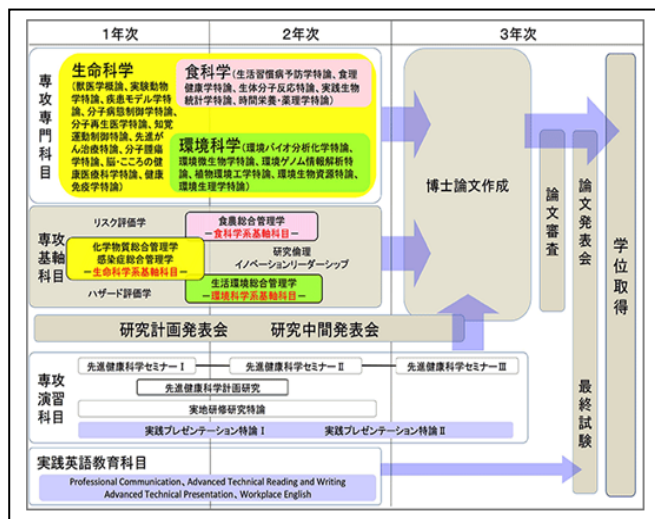 1年次
2年次
3年次
専攻専門科目
生命科学
(獣医学概論、実験動物
学特論、疾患モデル学特
論、分子病態制御学特論、
分子再生医学特論、知覚
運動制御特論、先進が
ん治療特論、分子腫瘍
学特論、脳・こころの健
康医療科学特論、健康
免疫学特論)
食科学(生活習慣病予防学特論、食理
健康学特論、生体分子反応特論、実践生物
統計学特論、時間栄養・薬理学特論)
環境科学(環境バイオ分析化学特論、
環境微生物学特論、環境ゲノム情報解析特
論、植物環境工学特論、環境生物資源特論、
環境生理学特論)
専攻
基軸
科目
リスク評価学
食農総合管理学
ー食科学系基軸科目ー
化学物質総合管理学
感染症総合管理学
ー生命科学系基軸科目ー
研究倫理
イノベーションリーダーシップ
ハザード評価学
生活環境総合管理学
ー環境科学系基軸科目ー
研究計画発表会
研究中間発表会
博士論文作成
論文審査
論文発表会
最終試験
学位取得
専攻
演習
科目
先進健康科学セミナーⅠ
先進健康科学セミナーⅡ
先進健康科学セミナーⅢ
先進健康科学計画研究
実地研修研究特論
実践プレゼンテーション特論Ⅰ
実践プレゼンテーション特論Ⅱ
実践英語教育科目
Professional Communication、Advanced Technical Reading and Writing
Advanced Technical Presentation、Workplace English